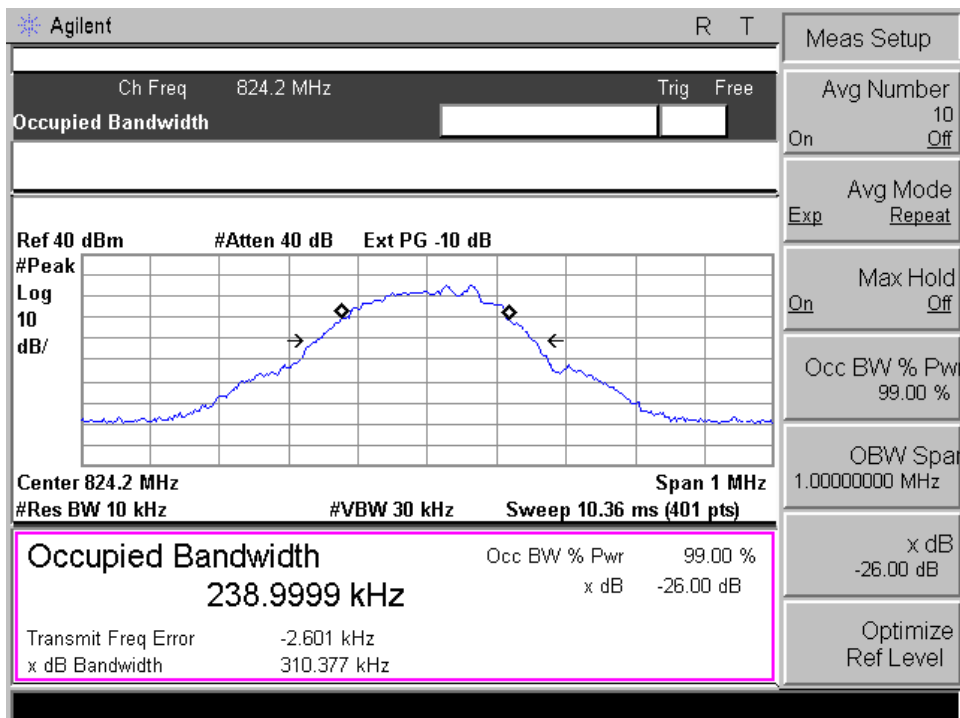 Agilent R T
Ch Freq 824.2 MHz Trig Free
Occupied Bandwidth
Ref 40 dBm #Atten 40 dB Ext PG -10 dB
#Peak
Log
10
dB/
Center 824.2 MHz Span 1 MHz
#Res BW 10 kHz #VBW 30 kHz Sweep 10.36 ms (401 pts)
Occupied Bandwidth
238.9999 kHz
Occ BW % Pwr 99.00 %
x dB -26.00 dB
Transmit Freq Error -2.601 kHz
x dB Bandwidth 310.377 kHz
Meas Setup
Avg Number
10
On Off
Avg Mode
Exp Repeat
Max Hold
On Off
Occ BW % Pwr
99.00 %
OBW Span
1.00000000 MHz
x dB
-26.00 dB
Optimize
Ref Level